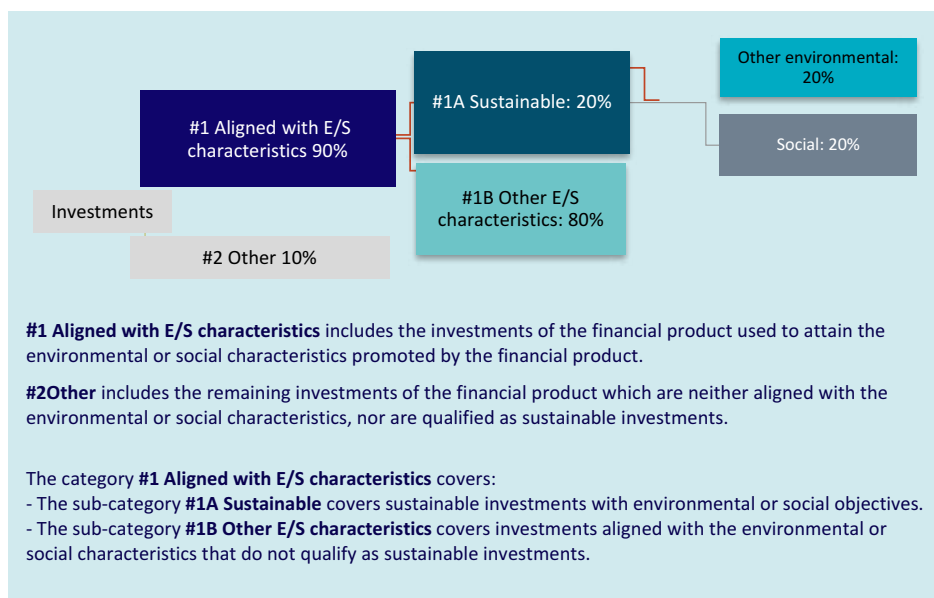 Other environmental:
20%
#1A Sustainable: 20%
#1 Aligned with E/S
characteristics 90%
Social: 20%
#1B Other E/S
characteristics: 80%
Investments
#2 Other 10%
#1 Aligned with E/S characteristics includes the investments of the financial product used to attain the
environmental or social characteristics promoted by the financial product.
#2Other includes the remaining investments of the financial product which are neither aligned with the
environmental or social characteristics, nor are qualified as sustainable investments.
The category #1 Aligned with E/S characteristics covers:
- The sub-category #1A Sustainable covers sustainable investments with environmental or social objectives.
- The sub-category #1B Other E/S characteristics covers investments aligned with the environmental or
social characteristics that do not qualify as sustainable investments.